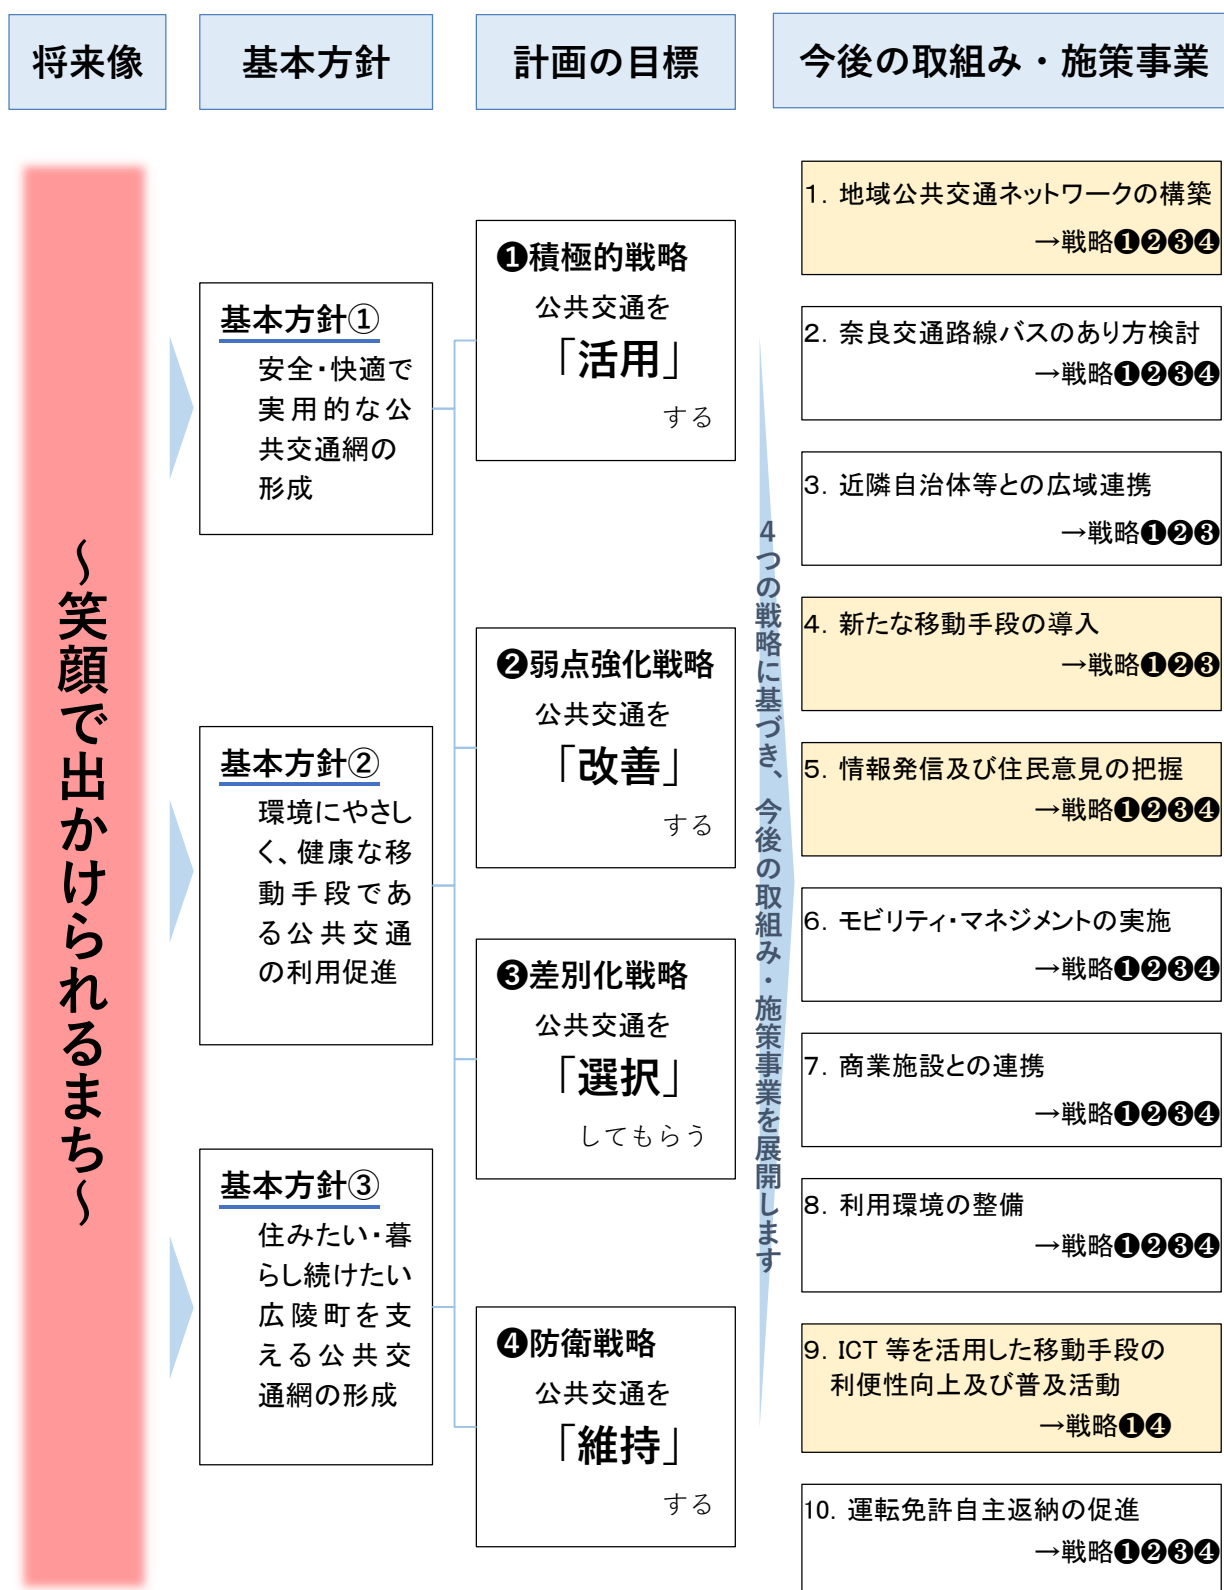 将来像
基本方針
計画の目標
今後の取組み・施策事業
～笑顔で出かけられるまち～
基本方針①
安全・快適で
実用的な公
共交通網の
形成
基本方針②
環境にやさし
く、健康な移
動手段であ
る公共交通
の利用促進
基本方針③
住みたい・暮
らし続けたい
広陵町を支
える公共交
通網の形成
❶積極的戦略
公共交通を
「活用」
する
❷弱点強化戦略
公共交通を
「改善」
する
❸差別化戦略
公共交通を
「選択」
してもらう
❹防衛戦略
公共交通を
「維持」
する
4つの戦略に基づき、今後の取組み・施策事業を展開します
1．地域公共交通ネットワークの構築
→戦略❶❷❸❹
2．奈良交通路線バスのあり方検討
→戦略❶❷❸❹
3．近隣自治体等との広域連携
→戦略❶❷❸
4．新たな移動手段の導入
→戦略❶❷❸
5．情報発信及び住民意見の把握
→戦略❶❷❸❹
6．モビリティ・マネジメントの実施
→戦略❶❷❸❹
7．商業施設との連携
→戦略❶❷❸❹
8．利用環境の整備
→戦略❶❷❸❹
9．ICT 等を活用した移動手段の
利便性向上及び普及活動
→戦略❶❹
10．運転免許自主返納の促進
→戦略❶❷❸❹